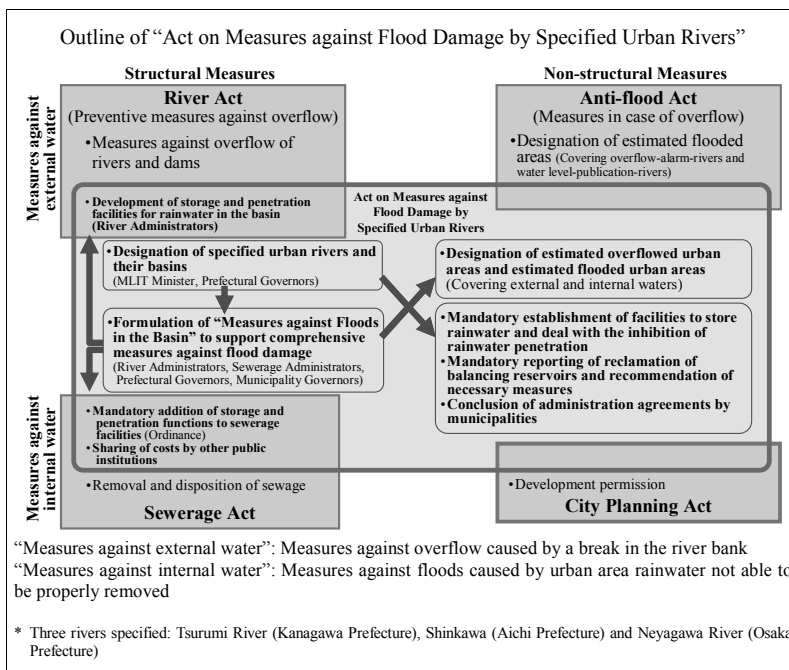 Outline of “Act on Measures against Flood Damage by Specified Urban Rivers”
Structural Measures
Non-structural Measures
Measures against
external water
River Act
(Preventive measures against overflow)
•Measures against overflow of
rivers and dams
Anti-flood Act
(Measures in case of overflow)
•Designation of estimated flooded
areas (Covering overflow-alarm-rivers and
water level-publication-rivers)
•Development of storage and penetration
facilities for rainwater in the basin
(River Administrators)
Act on Measures against
Flood Damage by
Specified Urban Rivers
•Designation of specified urban rivers and
their basins
(MLIT Minister, Prefectural Governors)
•Designation of estimated overflowed urban
areas and estimated flooded urban areas
(Covering external and internal waters)
•Formulation of “Measures against Floods
in the Basin” to support comprehensive
measures against flood damage
(River Administrators, Sewerage Administrators,
Prefectural Governors, Municipality Governors)
•Mandatory establishment of facilities to store
rainwater and deal with the inhibition of
rainwater penetration
•Mandatory reporting of reclamation of
balancing reservoirs and recommendation of
necessary measures
•Conclusion of administration agreements by
municipalities
Measures against
internal water
•Mandatory addition of storage and
penetration functions to sewerage
facilities (Ordinance)
•Sharing of costs by other public
institutions
•Removal and disposition of sewage
Sewerage Act
•Development permission
City Planning Act
“Measures against external water”: Measures against overflow caused by a break in the river bank
“Measures against internal water”: Measures against floods caused by urban area rainwater not able to
be properly removed
* Three rivers specified: Tsurumi River (Kanagawa Prefecture), Shinkawa (Aichi Prefecture) and Neyagawa River (Osaka
Prefecture)